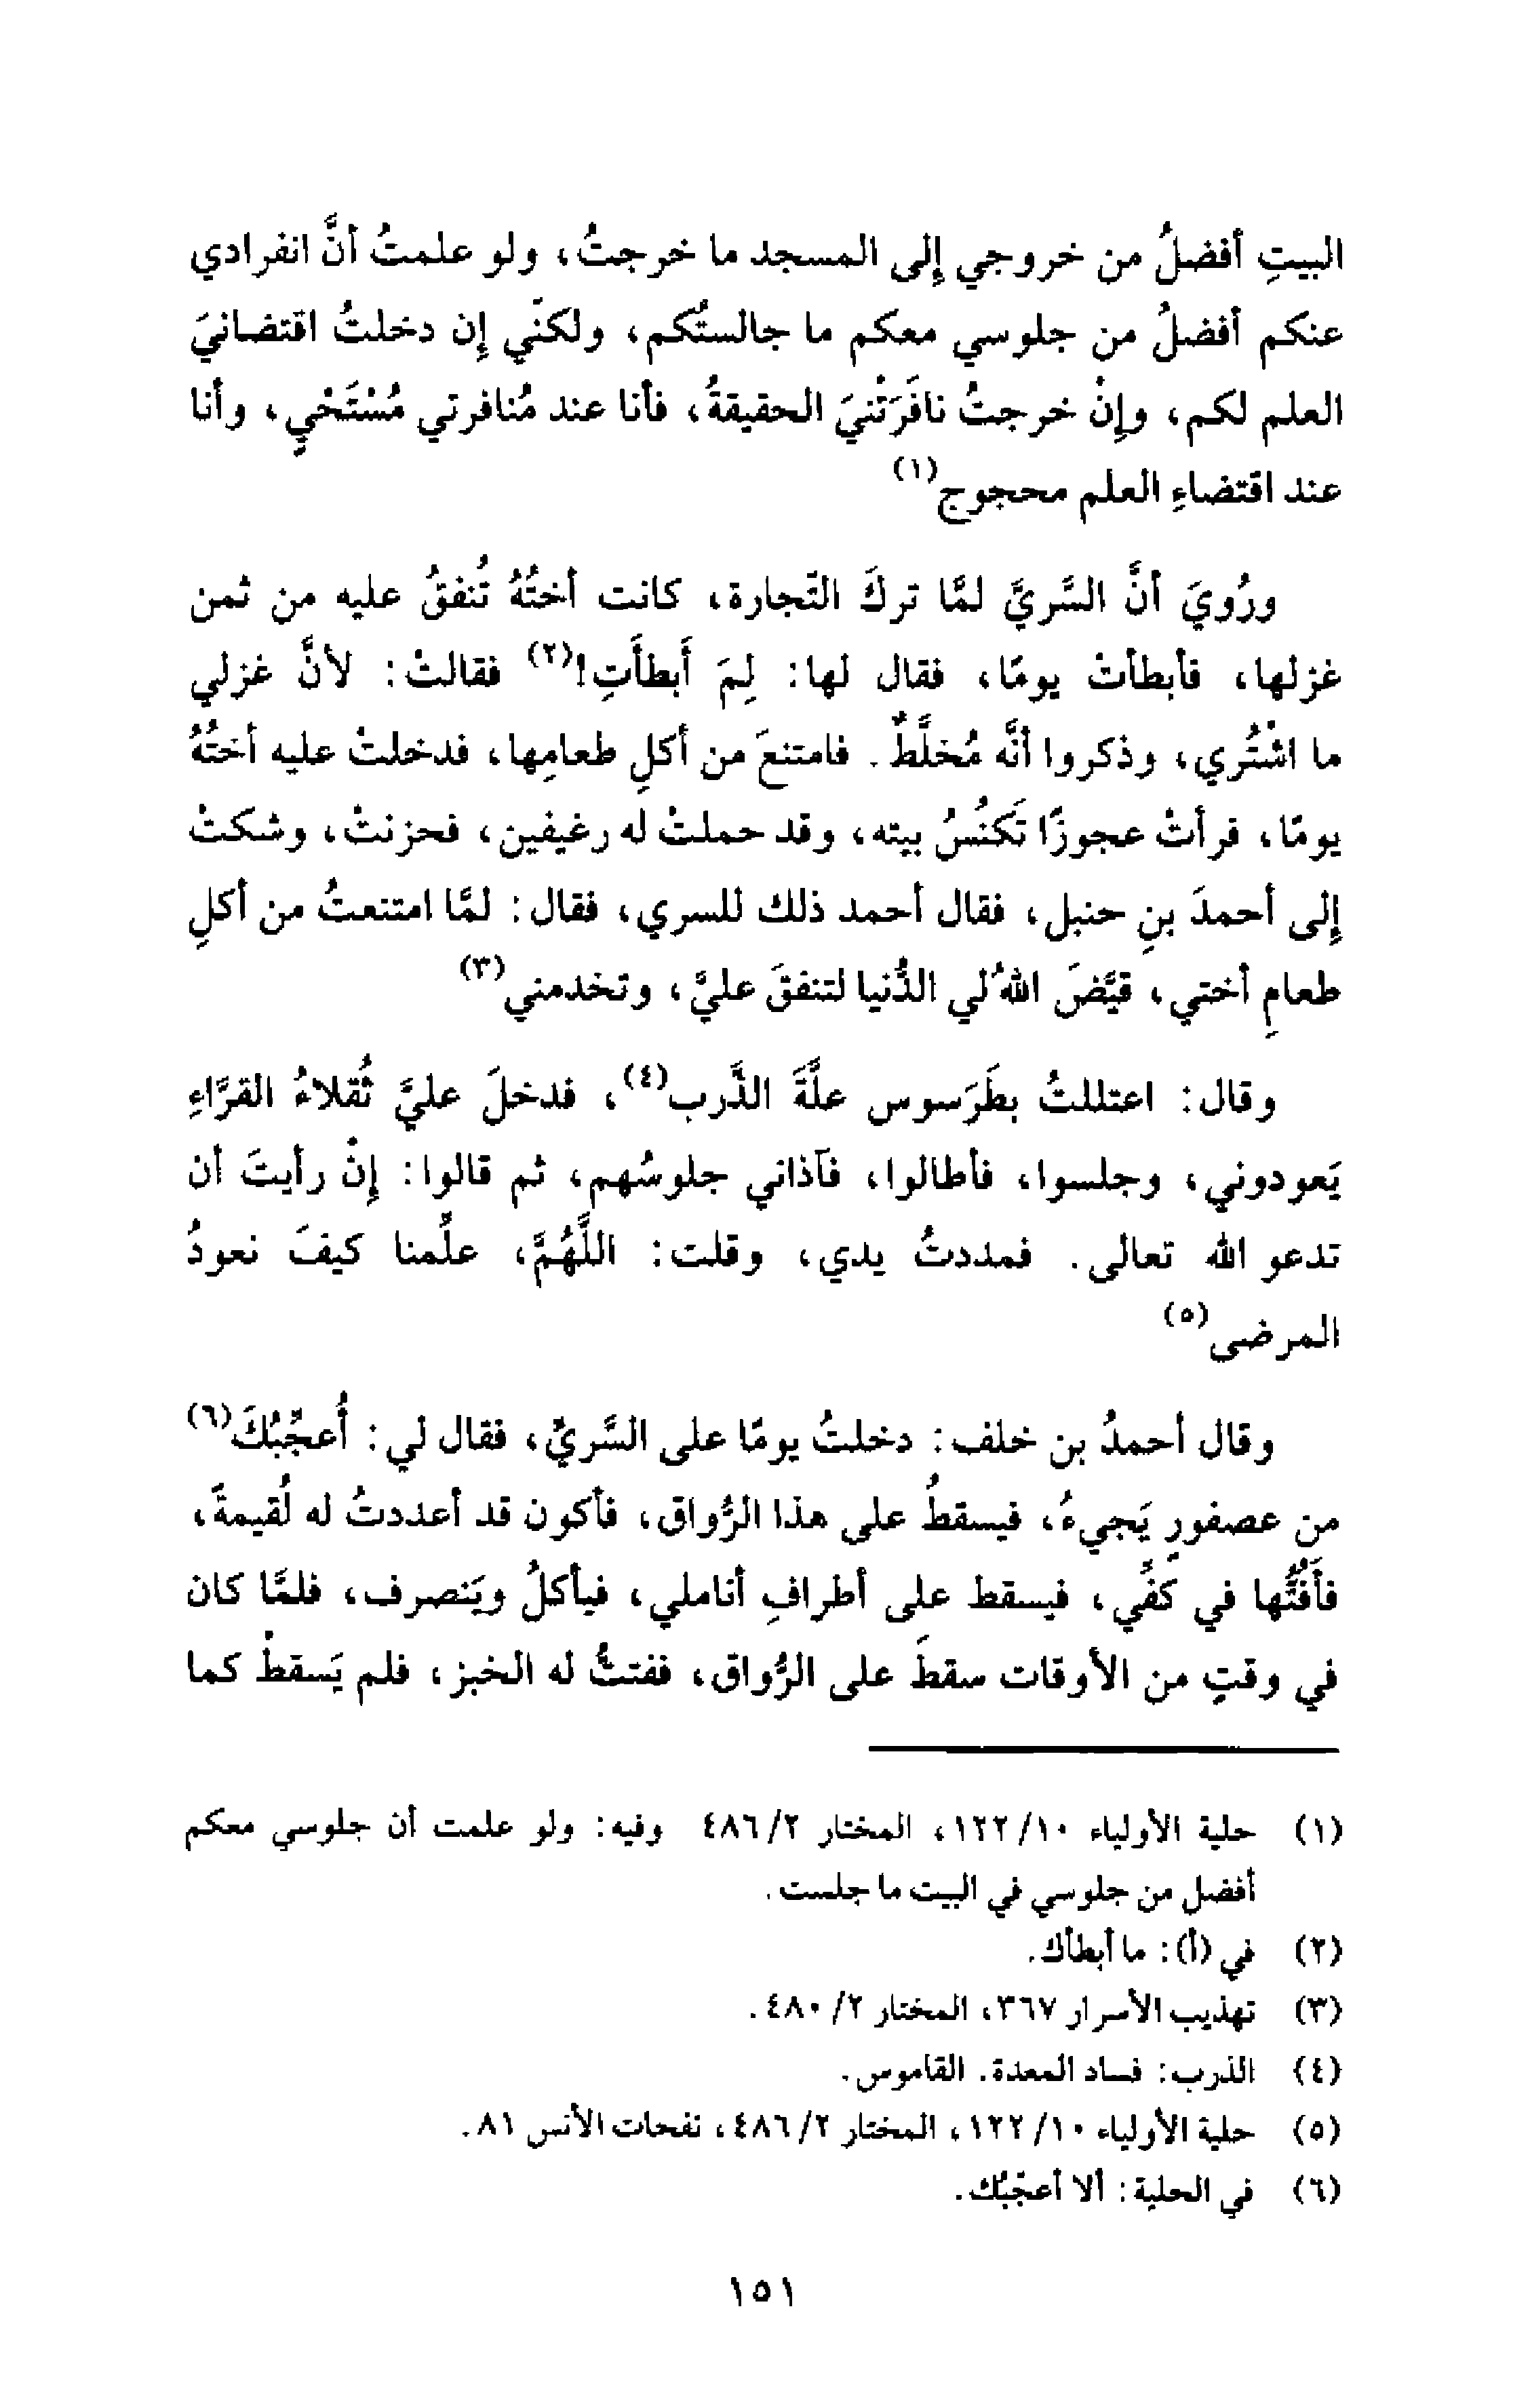 البيتِ أفضلُ من خروجي إلى المسجد ما خرجتُ، ولو علمتُ أنَّ انفرادي
عنكم أفضلُ من جلوسي معكم ما جالستُكم، ولكنّي إن دخلتُ اقتضانيَ
العلم لكم، وإنْ خرجتُ نافَرَتْنيَ الحقيقةُ، فأنا عند مُنافرتي مُسْتَحْيٍ، وأنا
عند اقتضاءِ العلم محجوج(١)
ورُويَ أنَّ السَّريَّ لمَّا تركَ التّجارة، كانت أختُهُ تُنفقُ عليه من ثمن
غزلها، فأبطأتْ يومًا، فقال لها: لِمَ أَبطأَتِ!(٢) فقالتْ: لأنَّ غزلي
ما اشْتُري، وذكروا أنَّه مُخلَّطٌ. فامتنعَ من أكلِ طعامِها، فدخلتْ عليه أختُهُ
يومًا، فرأتْ عجوزًا تَكنُسُ بيته، وقد حملتْ له رغيفين، فحزنتْ، وشكتْ
إلى أحمدَ بنِ حنبل، فقال أحمد ذلك للسري، فقال: لمَّا امتنعتُ من أكلِ
طعامِ أختي، قيَّضَ اللهُ لي الدُّنيا لتنفقَ عليَّ، وتخدمني(٣)
وقال: اعتللتُ بطَرَسوس علَّةَ الذَّرب(٤)، فدخلَ عليَّ ثُقلاءُ القرَّاءِ
يَعودوني، وجلسوا، فأطالوا، فآذاني جلوسُهم، ثم قالوا: إنْ رأيتَ أن
تدعو الله تعالى. فمددتُ يدي، وقلت: اللَّهُمَّ، علِّمنا كيفَ نعودُ
المرضى(٥)
وقال أحمدُ بن خلف: دخلتُ يومًا على السَّريِّ، فقال لي: أُعجِّبُكَ(٦)
من عصفورٍ يَجيءُ، فيسقطُ على هذا الرُّواق، فأكون قد أعددتُ له لُقيمةً،
فأَفُتُّها في كفِّي، فيسقط على أطرافِ أناملي، فيأكلُ ويَنصرف، فلمَّا كان
في وقتٍ من الأوقات سقطَ على الرُّواق، ففتتُّ له الخبز، فلم يَسقطْ كما
(١) حلية الأولياء ١٠/١٢٢، المختار ٢/٤٨٦ وفيه: ولو علمت أن جلوسي معكم
أفضل من جلوسي في البيت ما جلست.
(٢) في (أ): ما أبطأك.
(٣) تهذيب الأسرار ٣٦٧، المختار ٢/٤٨٠.
(٤) الذرب: فساد المعدة. القاموس.
(٥) حلية الأولياء ١٠/١٢٢، المختار ٢/٤٨٦، نفحات الأنس ٨١.
(٦) في الحلية: ألا أعجّبُك.
١٥١